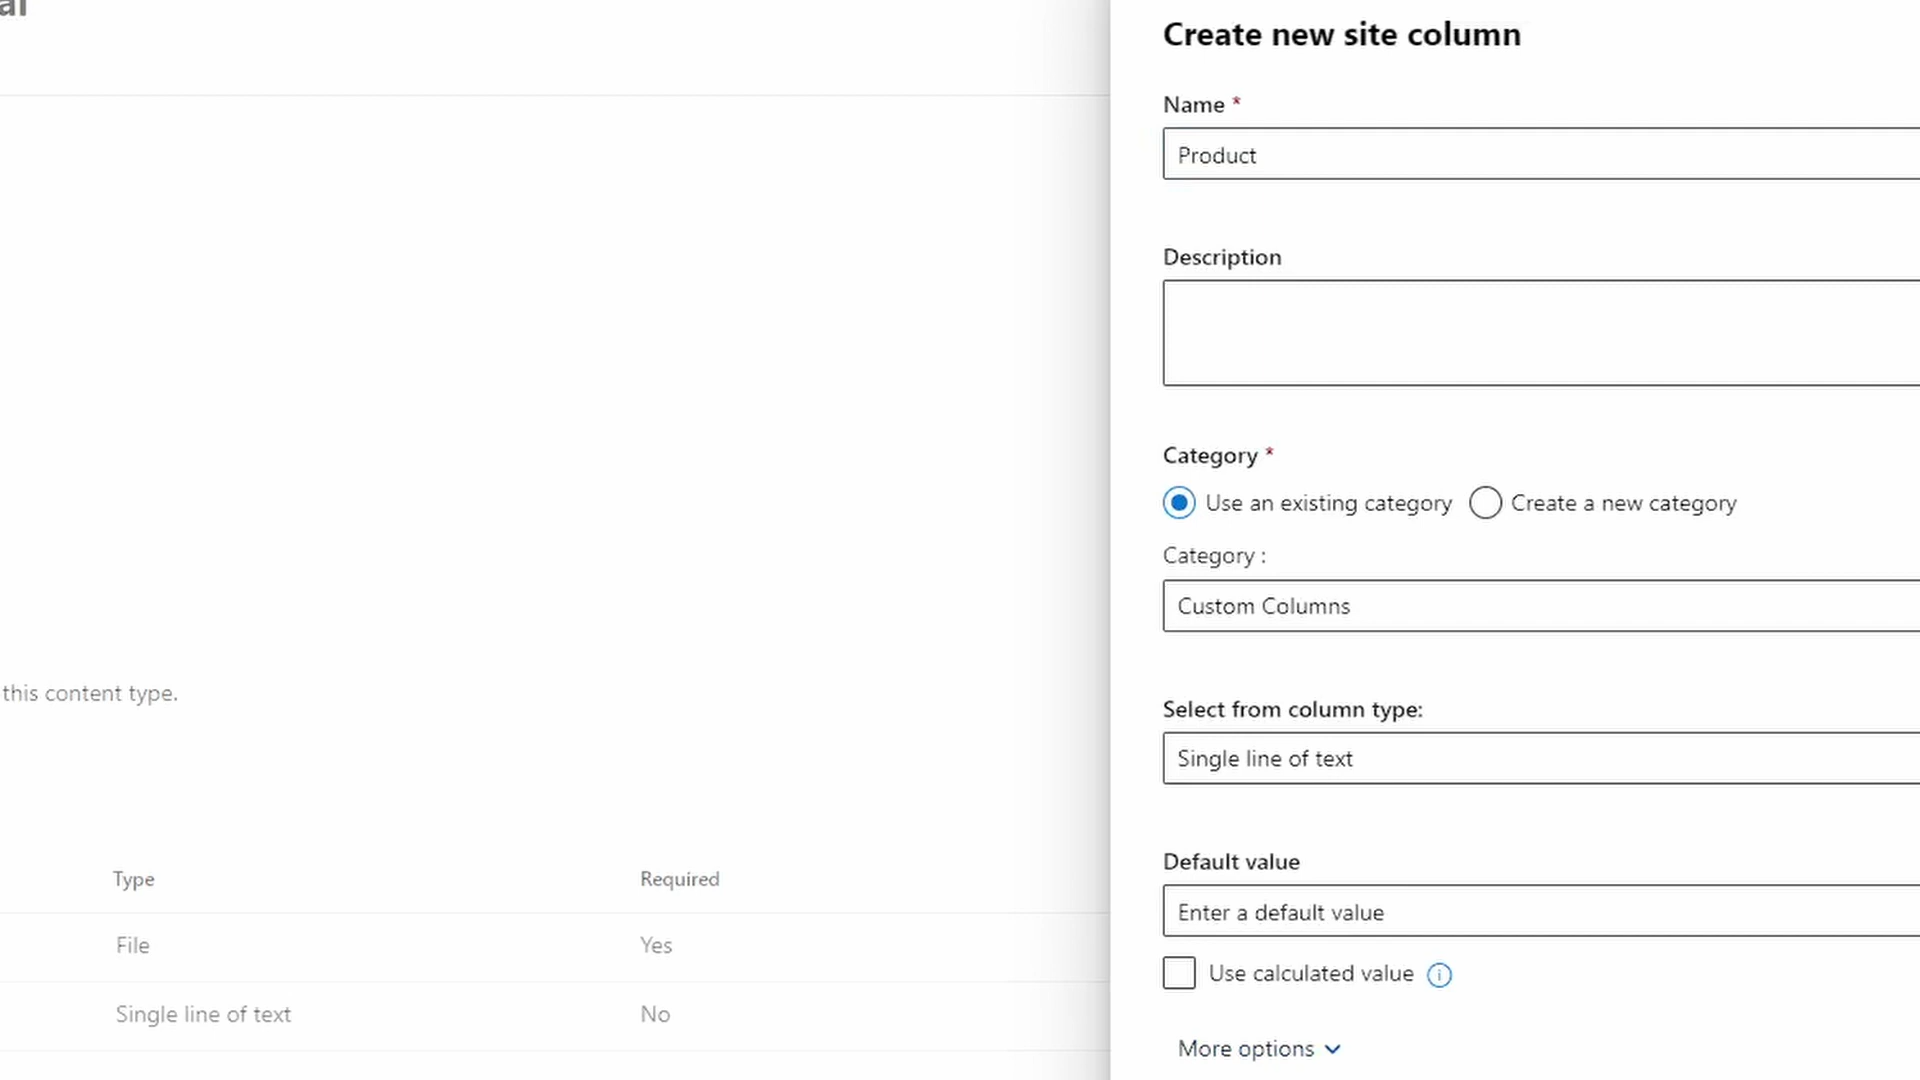 this content type.
Type Required
File Yes
Single line of text No
Create new site column
Name *
Product
Description
Category *
Use an existing category Create a new category
Category :
Custom Columns
Select from column type:
Single line of text
Default value
Enter a default value
Use calculated value
More options